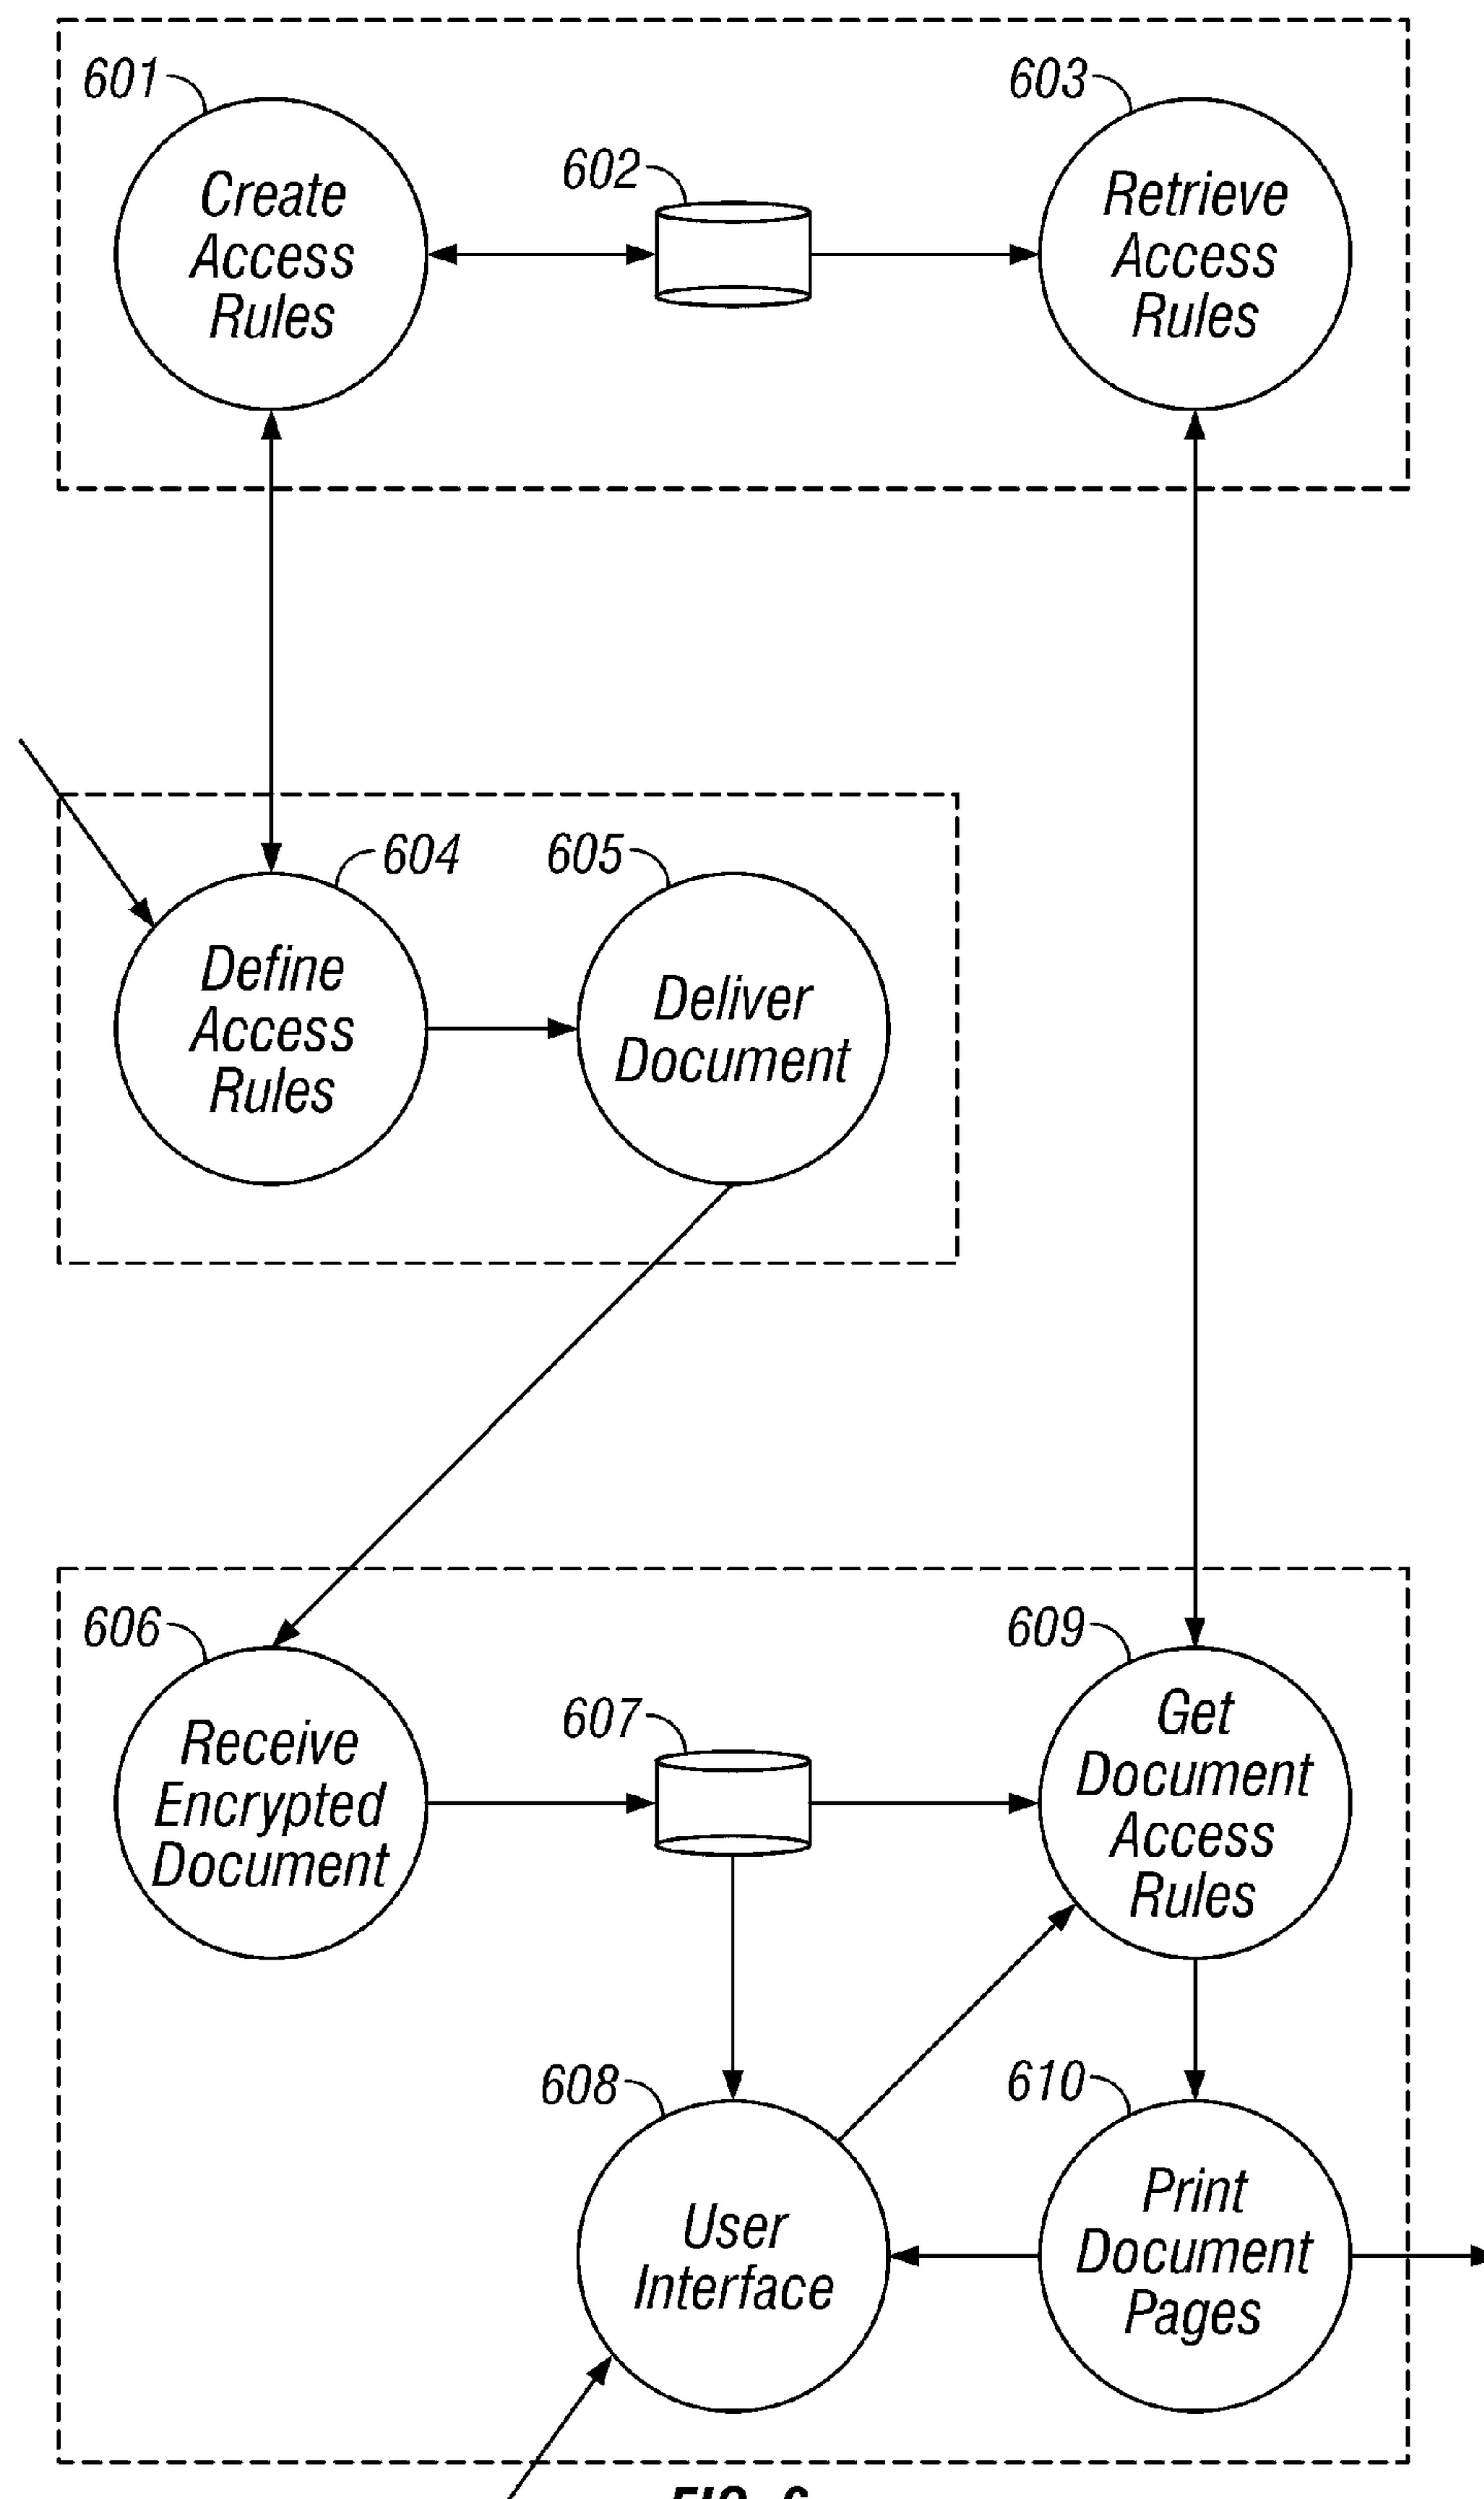 601
Create
Access
Rules
602
603
Retrieve
Access
Rules
604
Define
Access
Rules
605
Deliver
Document
606
Receive
Encrypted
Document
607
609
Get
Document
Access
Rules
608
User
Interface
610
Print
Document
Pages